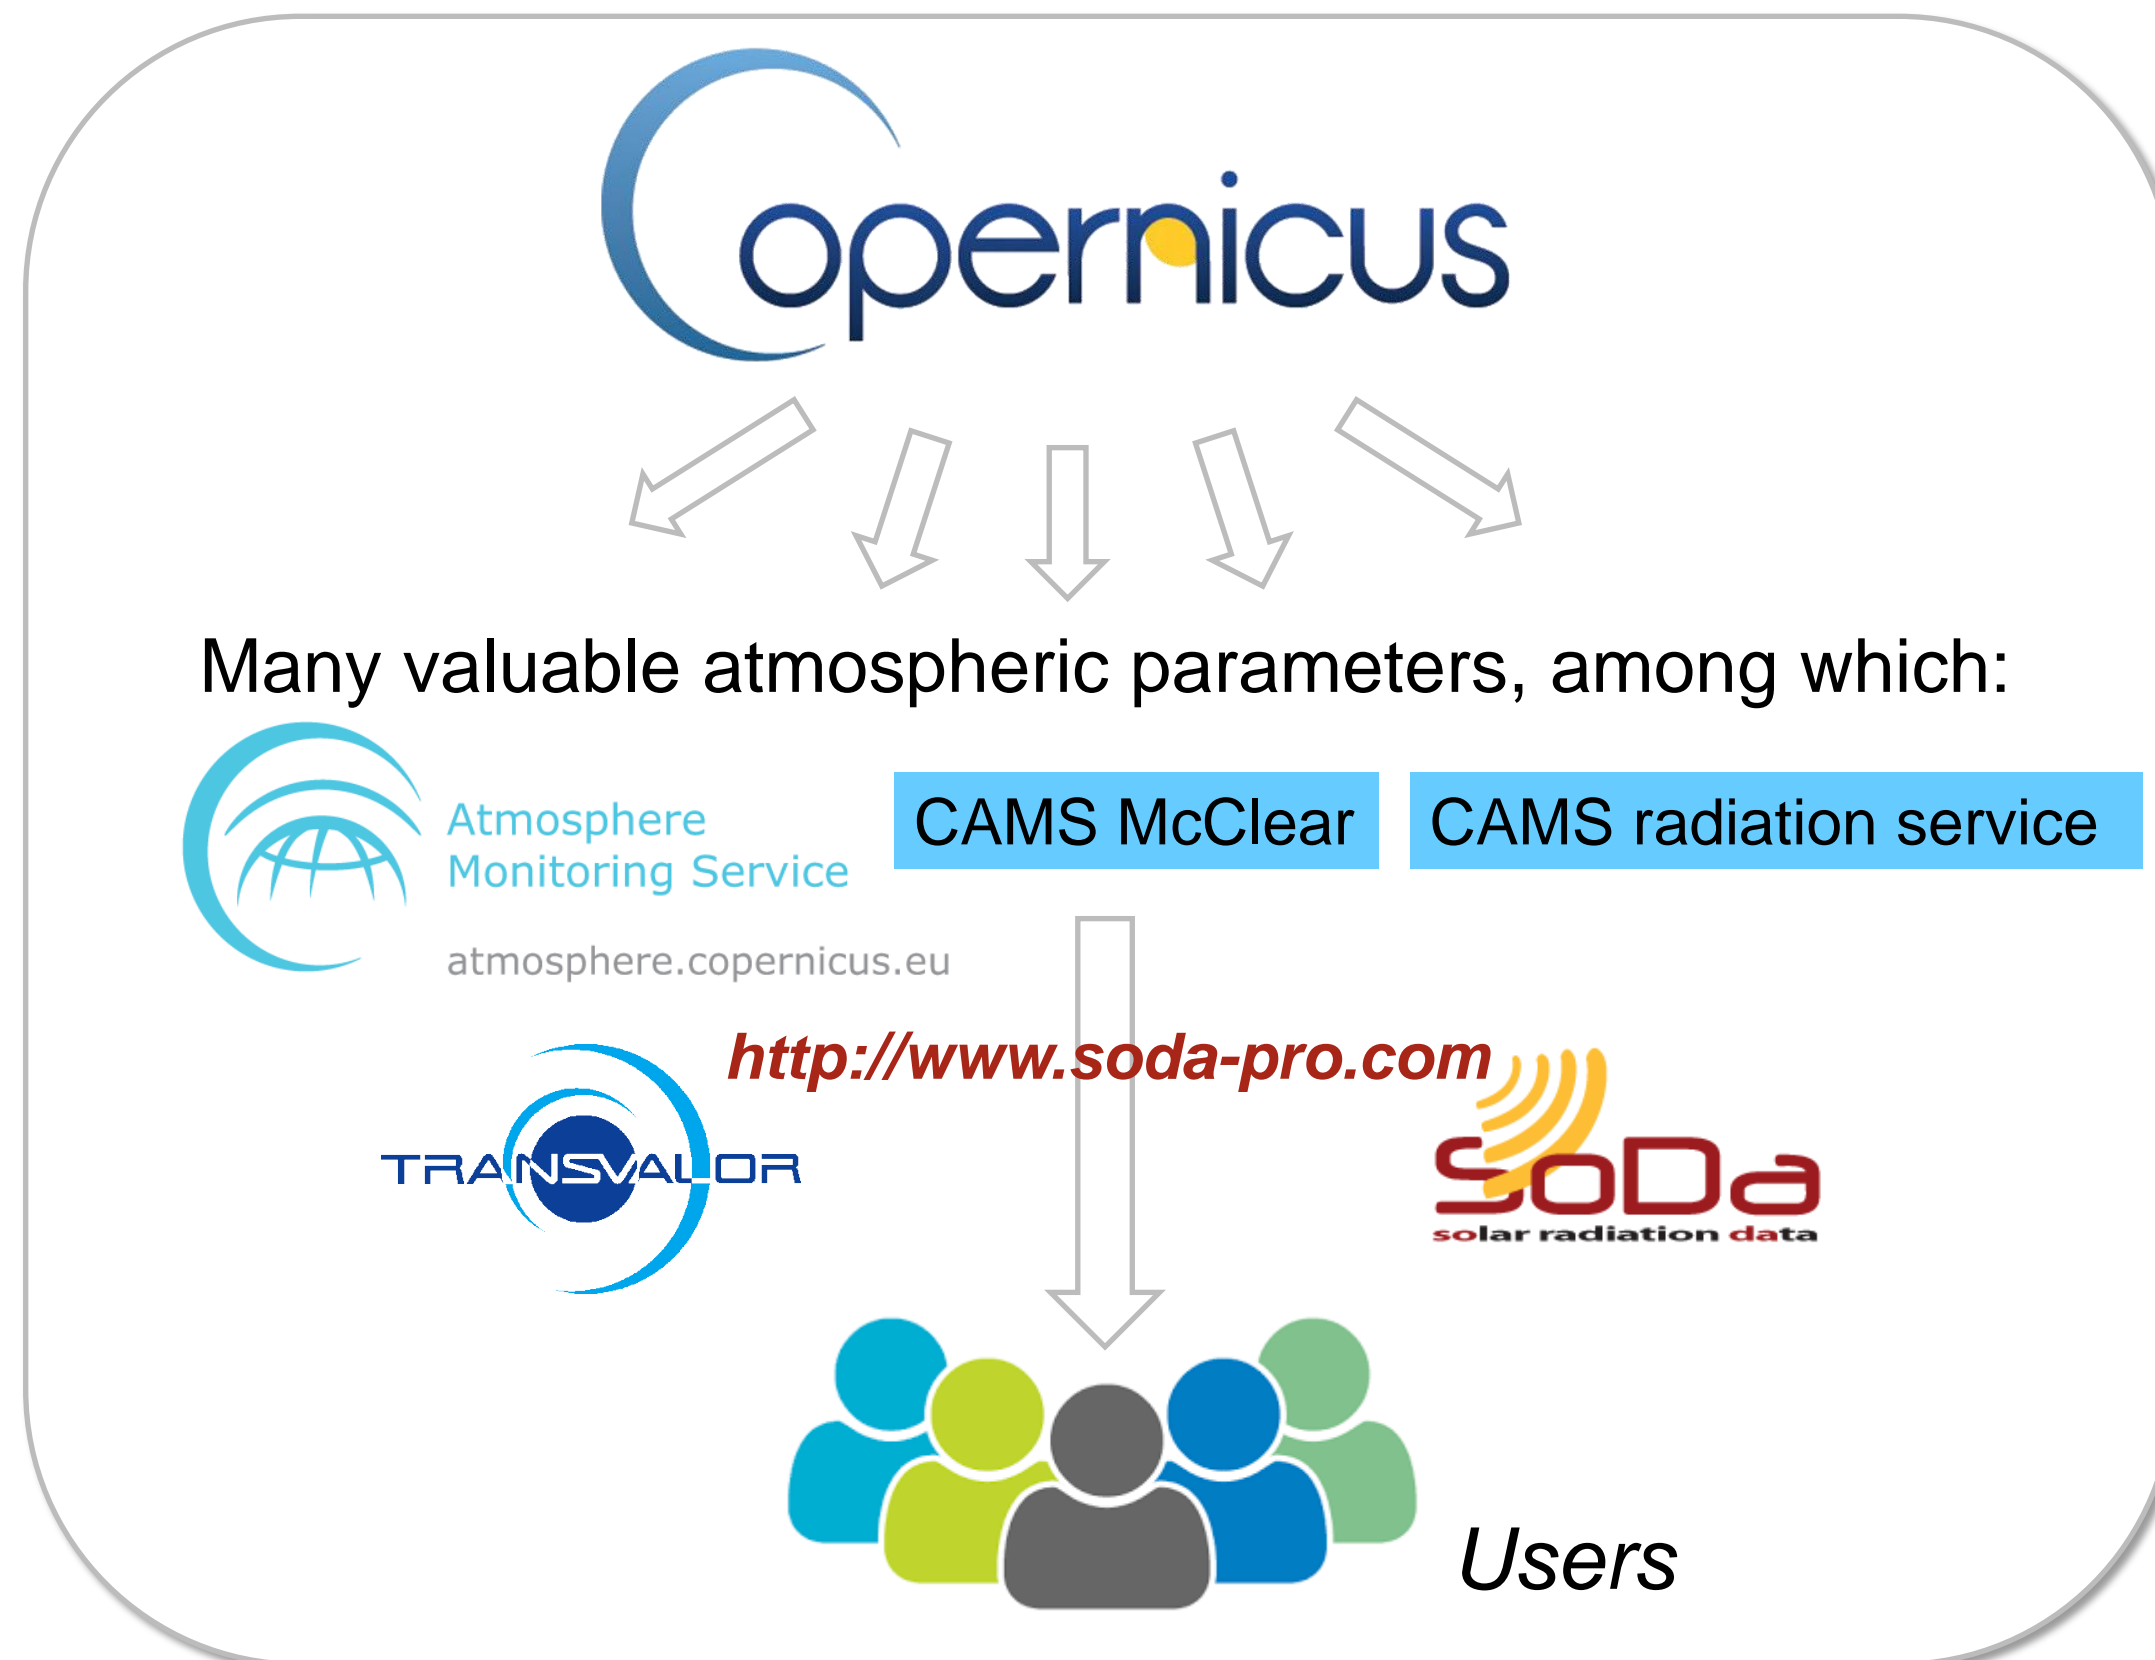 Copernicus
Many valuable atmospheric parameters, among which:
Atmosphere
Monitoring Service
atmosphere.copernicus.eu
CAMS McClear
CAMS radiation service
http://www.soda-pro.com
TRANSVALOR
SoDa
solar radiation data
Users